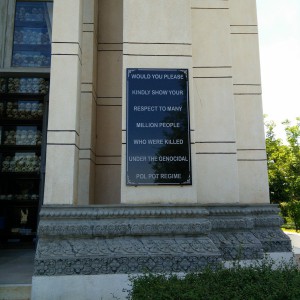 WOULD YOU PLEASE
KINDLY SHOW YOUR
RESPECT TO MANY
MILLION PEOPLE
WHO WERE KILLED
UNDER THE GENOCIDAL
POL POT REGIME